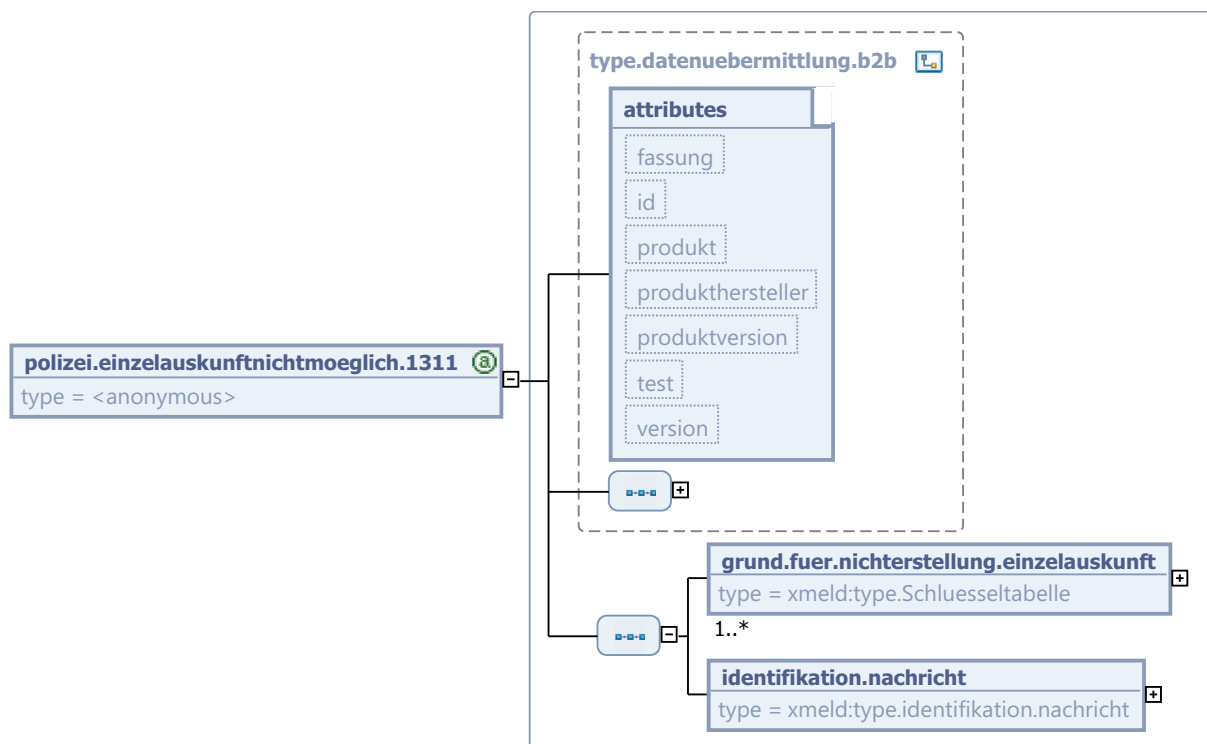 type.datenuebermittlung.b2b
attributes
fassung
id
produkt
produkthersteller
produktversion
test
version
polizei.einzelauskunftnichtmoeglich.1311 @
type = <anonymous>
grund.fuer.nichterstellung.einzelauskunft
type = xmeld:type.Schluesseltabelle
1..*
identifikation.nachricht
type = xmeld:type.identifikation.nachricht